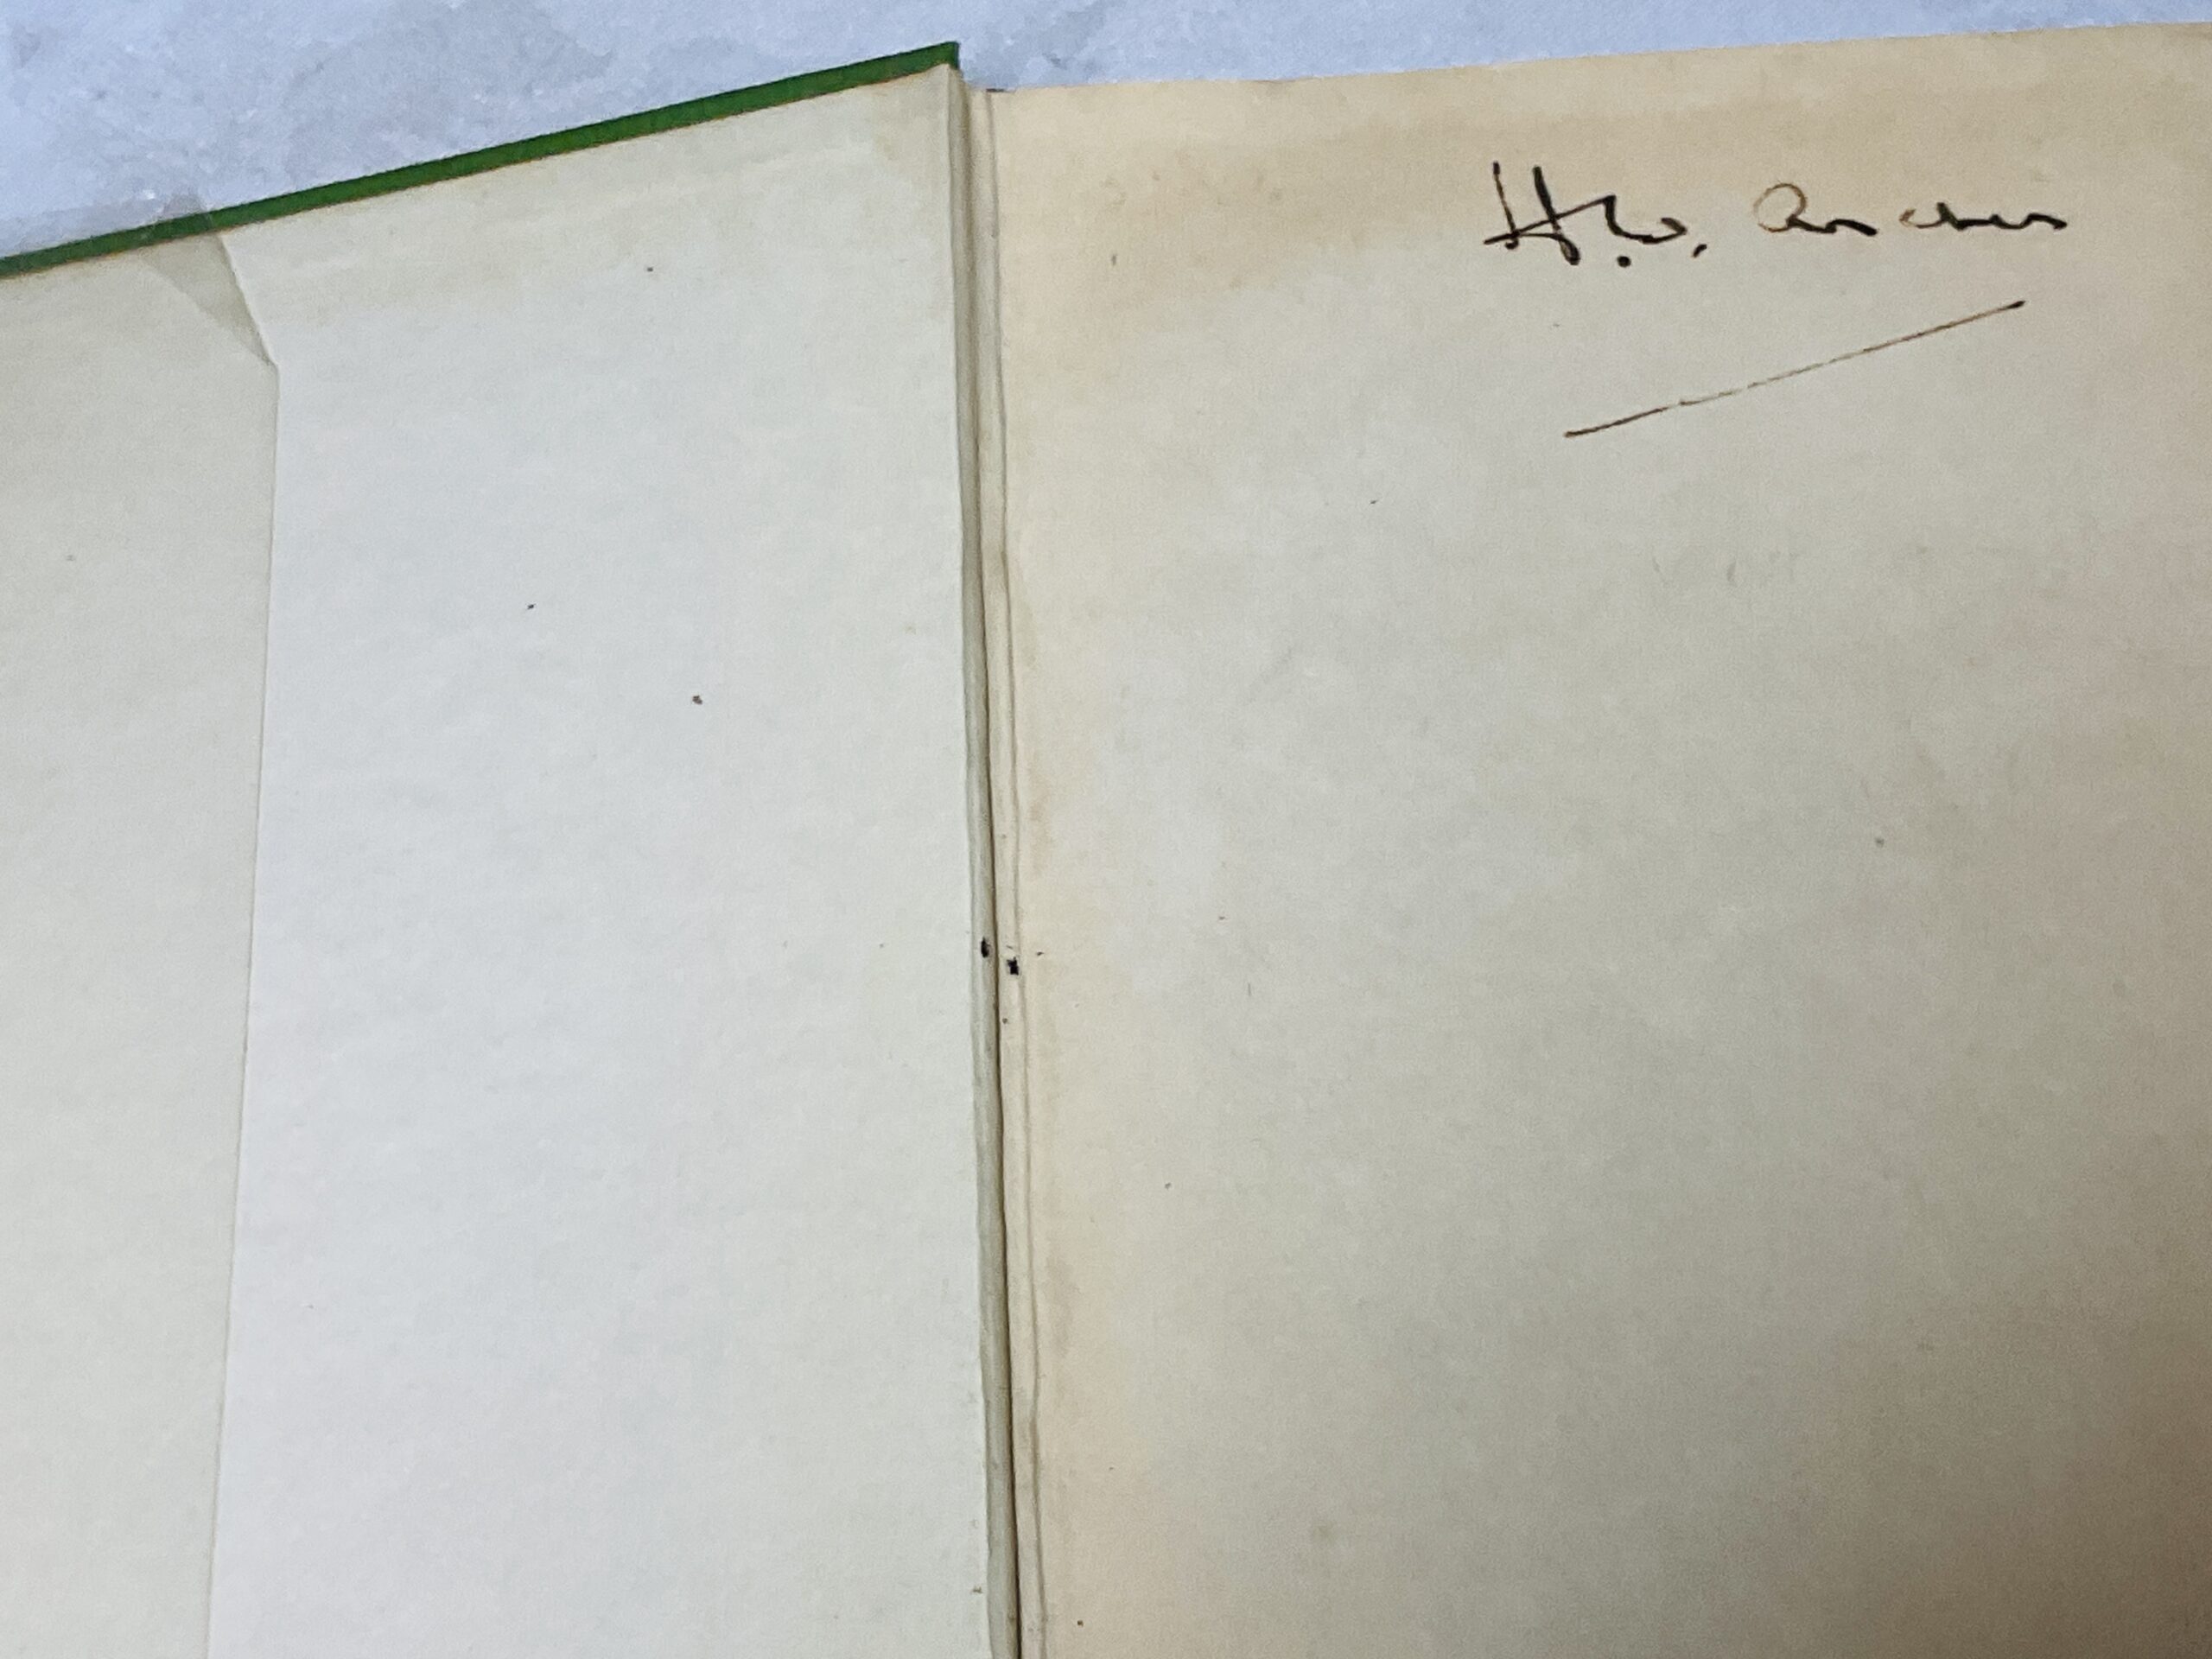 H. W. Archer